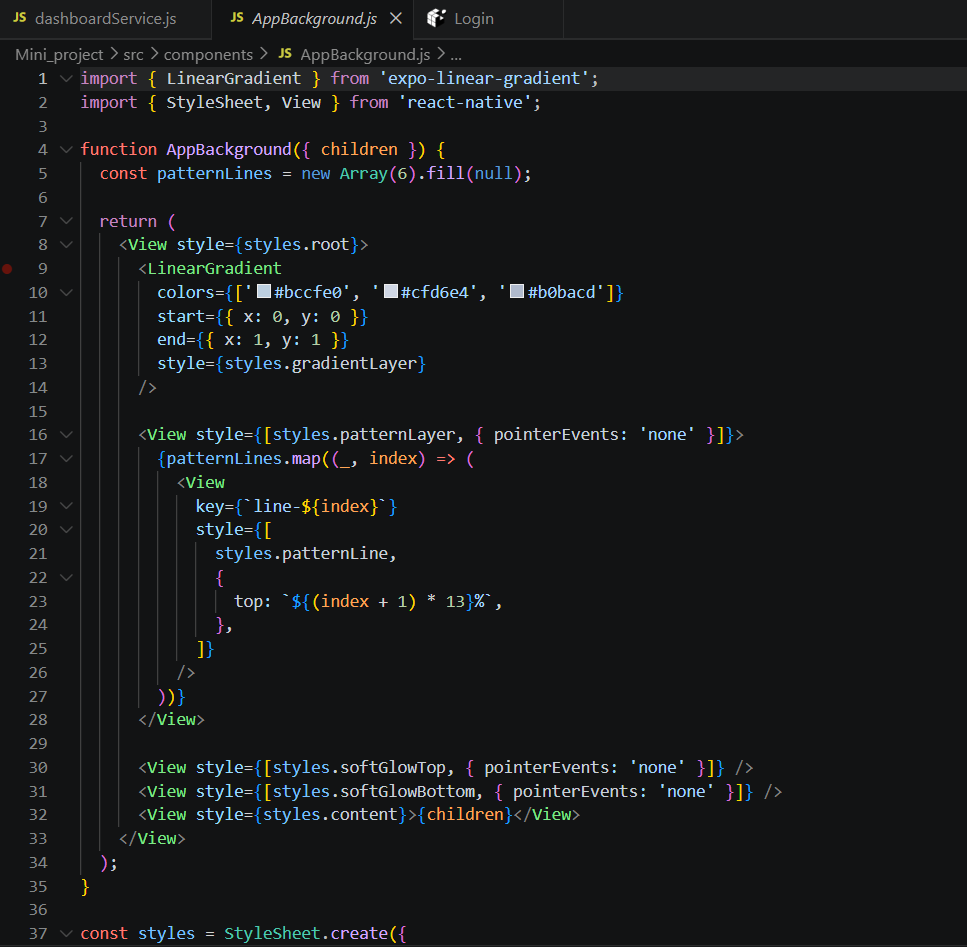 JS dashboardService.js JS AppBackground.js Login
Mini_project > src > components > JS AppBackground.js > ...
1 import { LinearGradient } from 'expo-linear-gradient';
2 import { StyleSheet, View } from 'react-native';
3
4 function AppBackground({ children }) {
5   const patternLines = new Array(6).fill(null);
6
7   return (
8     <View style={styles.root}>
9       <LinearGradient
10         colors={['#bccfe0', '#cfd6e4', '#b0bacd']}
11         start={{ x: 0, y: 0 }}
12         end={{ x: 1, y: 1 }}
13         style={styles.gradientLayer}
14       />
15
16       <View style={[styles.patternLayer, { pointerEvents: 'none' }]}>
17         {patternLines.map((_, index) => (
18           <View
19             key={`line-${index}`}
20             style={[
21               styles.patternLine,
22               {
23                 top: `${(index + 1) * 13}%`,
24               },
25             ]}
26           />
27         ))}
28       </View>
29
30       <View style={[styles.softGlowTop, { pointerEvents: 'none' }]} />
31       <View style={[styles.softGlowBottom, { pointerEvents: 'none' }]} />
32       <View style={styles.content}>{children}</View>
33     </View>
34   );
35 }
36
37 const styles = StyleSheet.create({